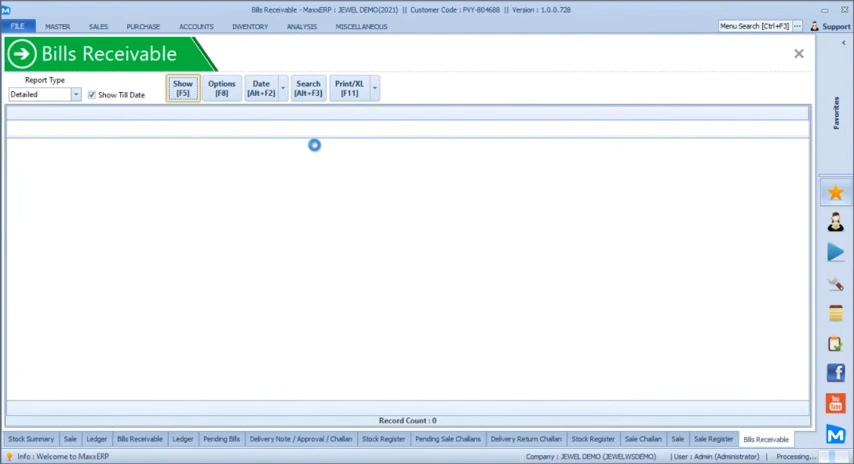 Bills Receivable - MaxxERP : JEWEL DEMO(2021) || Customer Code : PVY-804688 || Version : 1.0.0.728
FILE MASTER SALES PURCHASE ACCOUNTS INVENTORY ANALYSIS MISCELLANEOUS Menu Search [Ctrl+F3] ... Support
Bills Receivable
Report Type
Detailed
Show Till Date
Show [F5]
Options [F8]
Date [Alt+F2]
Search [Alt+F3]
Print/XL [F11]
Favorites
You Tube
Record Count : 0
Stock Summary Sale Ledger Bills Receivable Ledger Pending Bills Delivery Note / Approval / Challan Stock Register Pending Sale Challans Delivery Return Challan Stock Register Sale Challan Sale Sale Register Bills Receivable
Info : Welcome to MaxxERP Company : JEWEL DEMO (JEWELWSDEMO) User : Admin (Administrator) Processing...